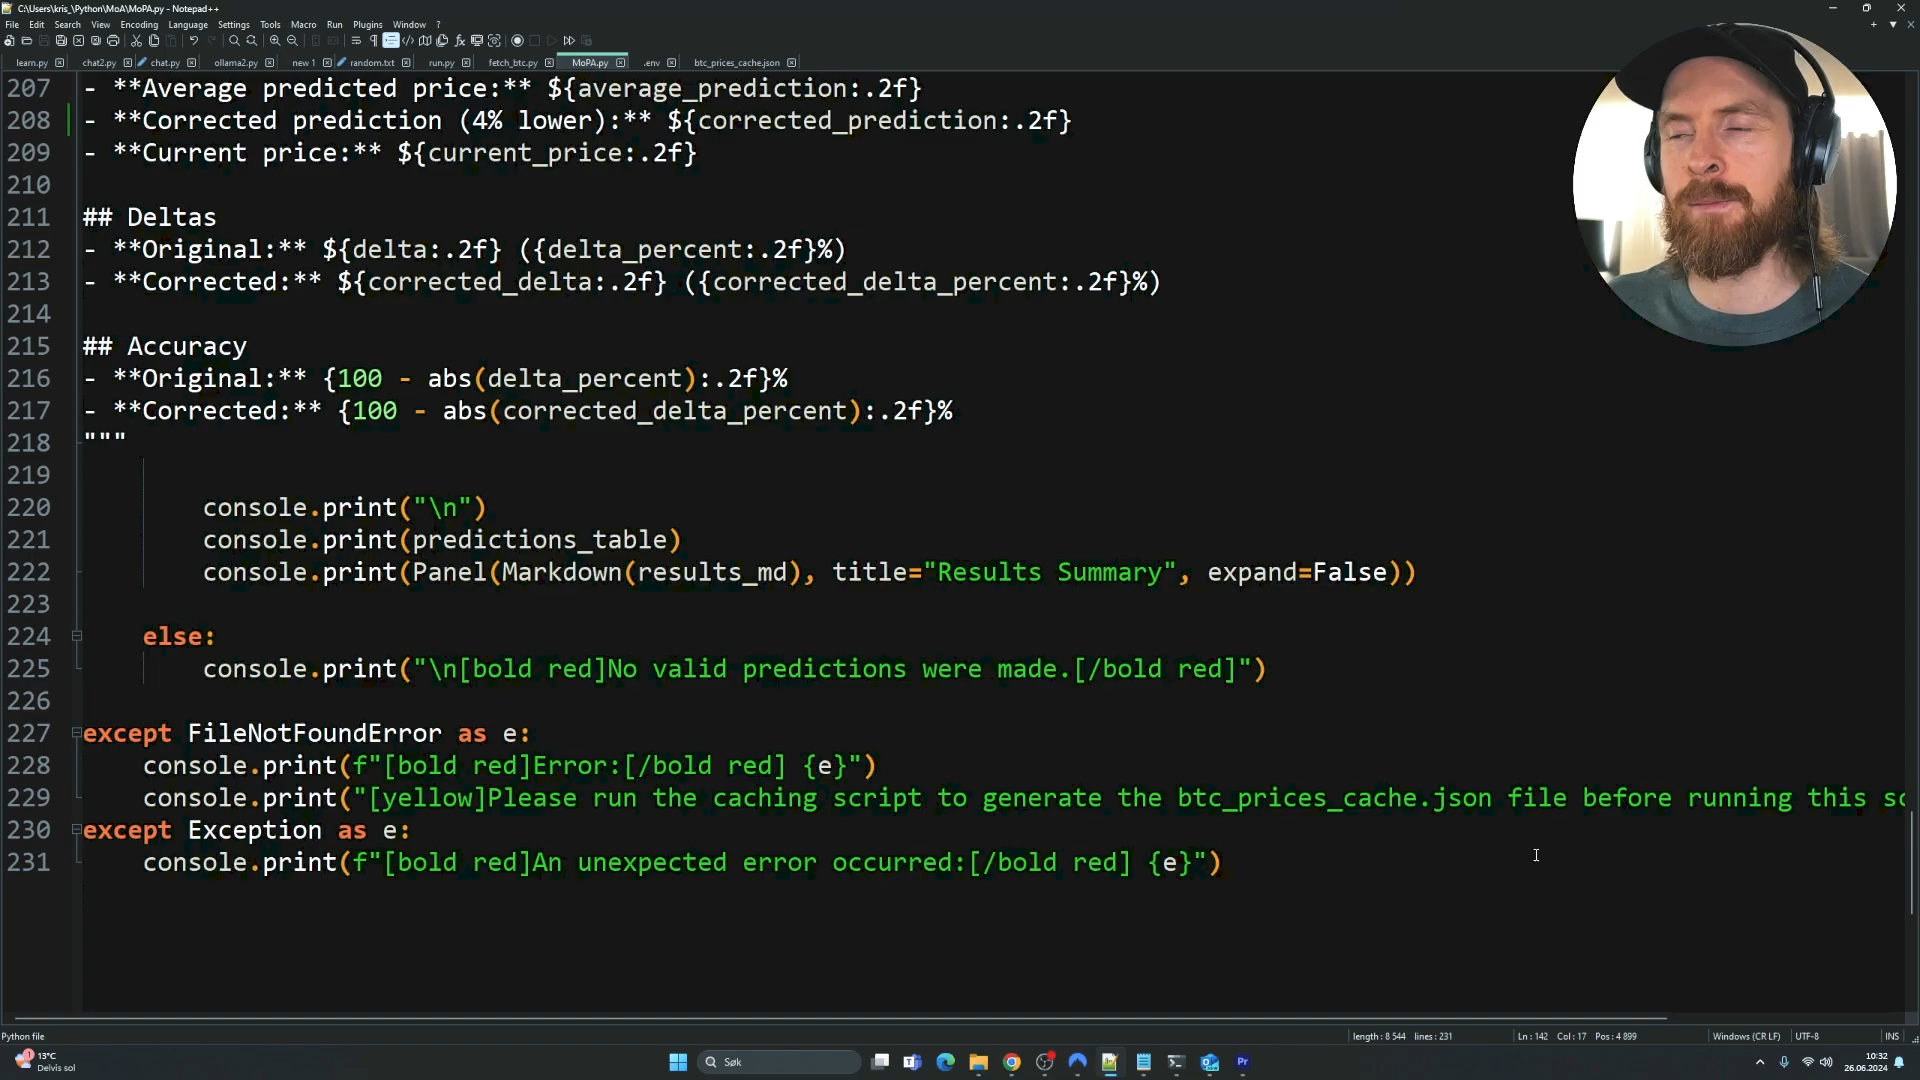 C:\Users\kris_\Python\MoA\MoPA.py - Notepad++
File Edit Search View Encoding Language Settings Tools Macro Run Plugins Window ?
learn.py chat2.py chat.py ollama2.py new 1 random.txt run.py fetch_btc.py MoPA.py .env btc_prices_cache.json
207 - **Average predicted price:** ${average_prediction:.2f}
208 - **Corrected prediction (4% lower):** ${corrected_prediction:.2f}
209 - **Current price:** ${current_price:.2f}
210
211 ## Deltas
212 - **Original:** ${delta:.2f} ({delta_percent:.2f}%)
213 - **Corrected:** ${corrected_delta:.2f} ({corrected_delta_percent:.2f}%)
214
215 ## Accuracy
216 - **Original:** {100 - abs(delta_percent):.2f}%
217 - **Corrected:** {100 - abs(corrected_delta_percent):.2f}%
218 """
219
220 console.print("\n")
221 console.print(predictions_table)
222 console.print(Panel(Markdown(results_md), title="Results Summary", expand=False))
223
224 else:
225 console.print("\n[bold red]No valid predictions were made.[/bold red]")
226
227 except FileNotFoundError as e:
228 console.print(f"[bold red]Error:[/bold red] {e}")
229 console.print("[yellow]Please run the caching script to generate the btc_prices_cache.json file before running this sc
230 except Exception as e:
231 console.print(f"[bold red]An unexpected error occurred:[/bold red] {e}")
Python file length : 8 544 lines : 231 Ln : 142 Col : 17 Pos : 4 899 Windows (CR LF) UTF-8 INS
1 13°C
Delvis sol
Søk
Pr
10:32
26.06.2024